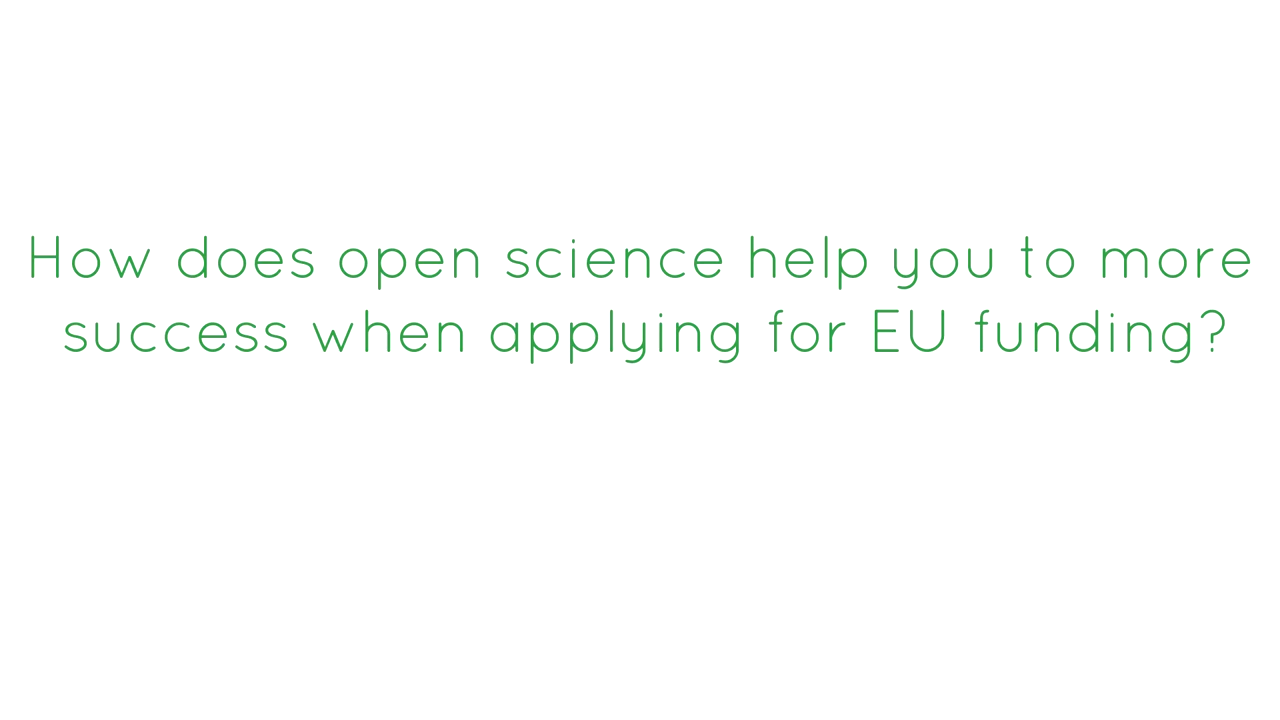 How does open science help you to more
success when applying for EU funding?